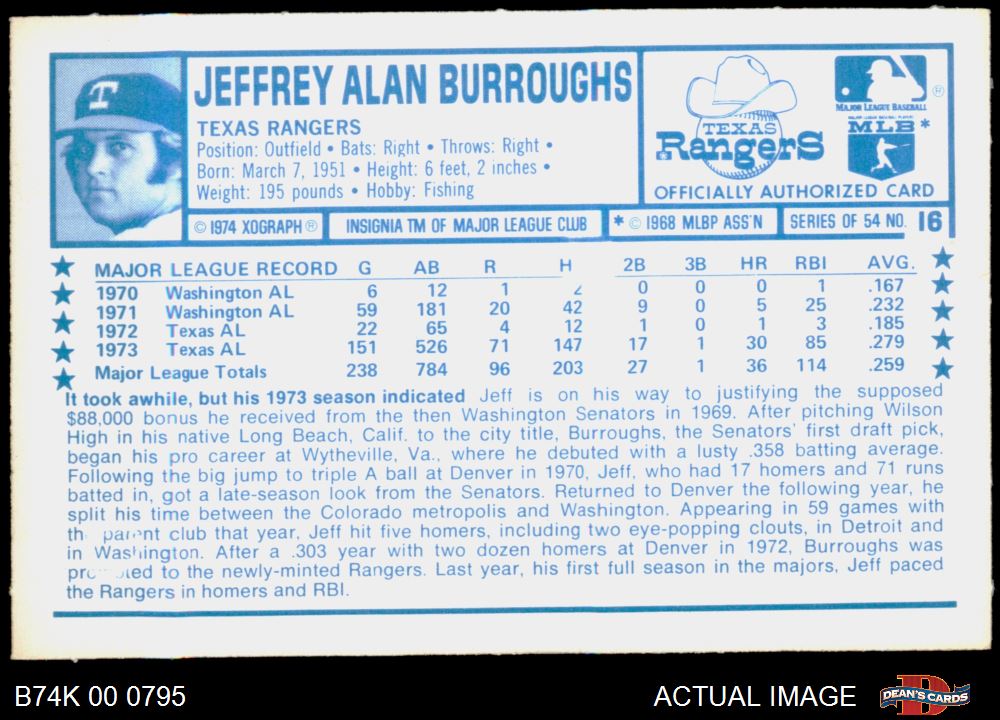 T
JEFFREY ALAN BURROUGHS
TEXAS RANGERS
Position: Outfield • Bats: Right • Throws: Right •
Born: March 7, 1951 • Height: 6 feet, 2 inches •
Weight: 195 pounds • Hobby: Fishing
TEXAS
Rangers
MAJOR LEAGUE BASEBALL ®
MLB*
OFFICIALLY AUTHORIZED CARD
© 1974 XOGRAPH ®
INSIGNIA TM OF MAJOR LEAGUE CLUB
* © 1968 MLBP ASS'N
SERIES OF 54 NO. 16
MAJOR LEAGUE RECORD G AB R H 2B 3B HR RBI AVG.
1970 Washington AL 6 12 1 0 0 0 1 .167
1971 Washington AL 59 181 20 42 9 0 5 25 .232
1972 Texas AL 22 65 4 12 1 0 1 3 .185
1973 Texas AL 151 526 71 147 17 1 30 85 .279
Major League Totals 238 784 96 203 27 1 36 114 .259
It took awhile, but his 1973 season indicated Jeff is on his way to justifying the supposed
$88,000 bonus he received from the then Washington Senators in 1969. After pitching Wilson
High in his native Long Beach, Calif. to the city title, Burroughs, the Senators' first draft pick,
began his pro career at Wytheville, Va., where he debuted with a lusty .358 batting average.
Following the big jump to triple A ball at Denver in 1970, Jeff, who had 17 homers and 71 runs
batted in, got a late-season look from the Senators. Returned to Denver the following year, he
split his time between the Colorado metropolis and Washington. Appearing in 59 games with
parent club that year, Jeff hit five homers, including two eye-popping clouts, in Detroit and
in Washington. After a .303 year with two dozen homers at Denver in 1972, Burroughs was
to the newly-minted Rangers. Last year, his first full season in the majors, Jeff paced
the Rangers in homers and RBI.
B74K 00 0795
ACTUAL IMAGE
DEAN'S CARDS